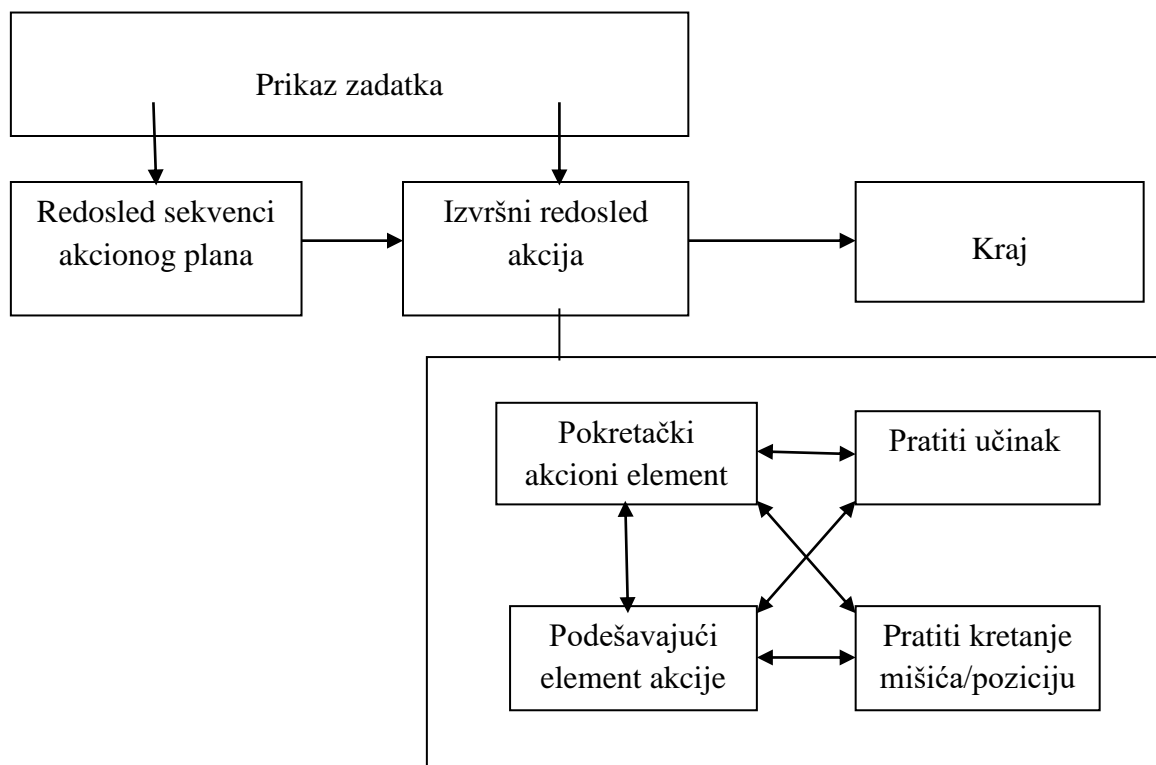 Prikaz zadatka
Redosled sekvenci
akcionog plana
Izvršni redosled
akcija
Kraj
Pokretački
akcioni element
Pratiti učinak
Podešavajući
element akcije
Pratiti kretanje
mišića/poziciju